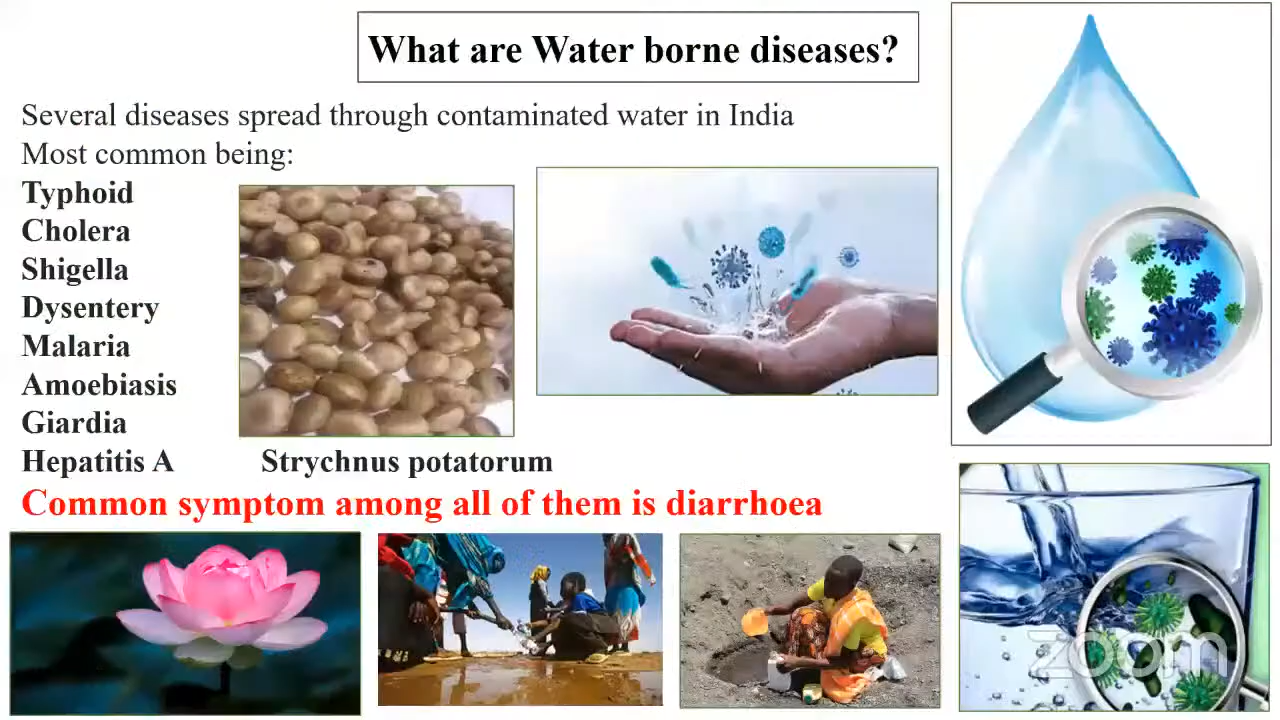 What are Water borne diseases?
Several diseases spread through contaminated water in India
Most common being:
Typhoid
Cholera
Shigella
Dysentery
Malaria
Amoebiasis
Giardia
Hepatitis A
Strychnus potatorum
Common symptom among all of them is diarrhoea
zoom